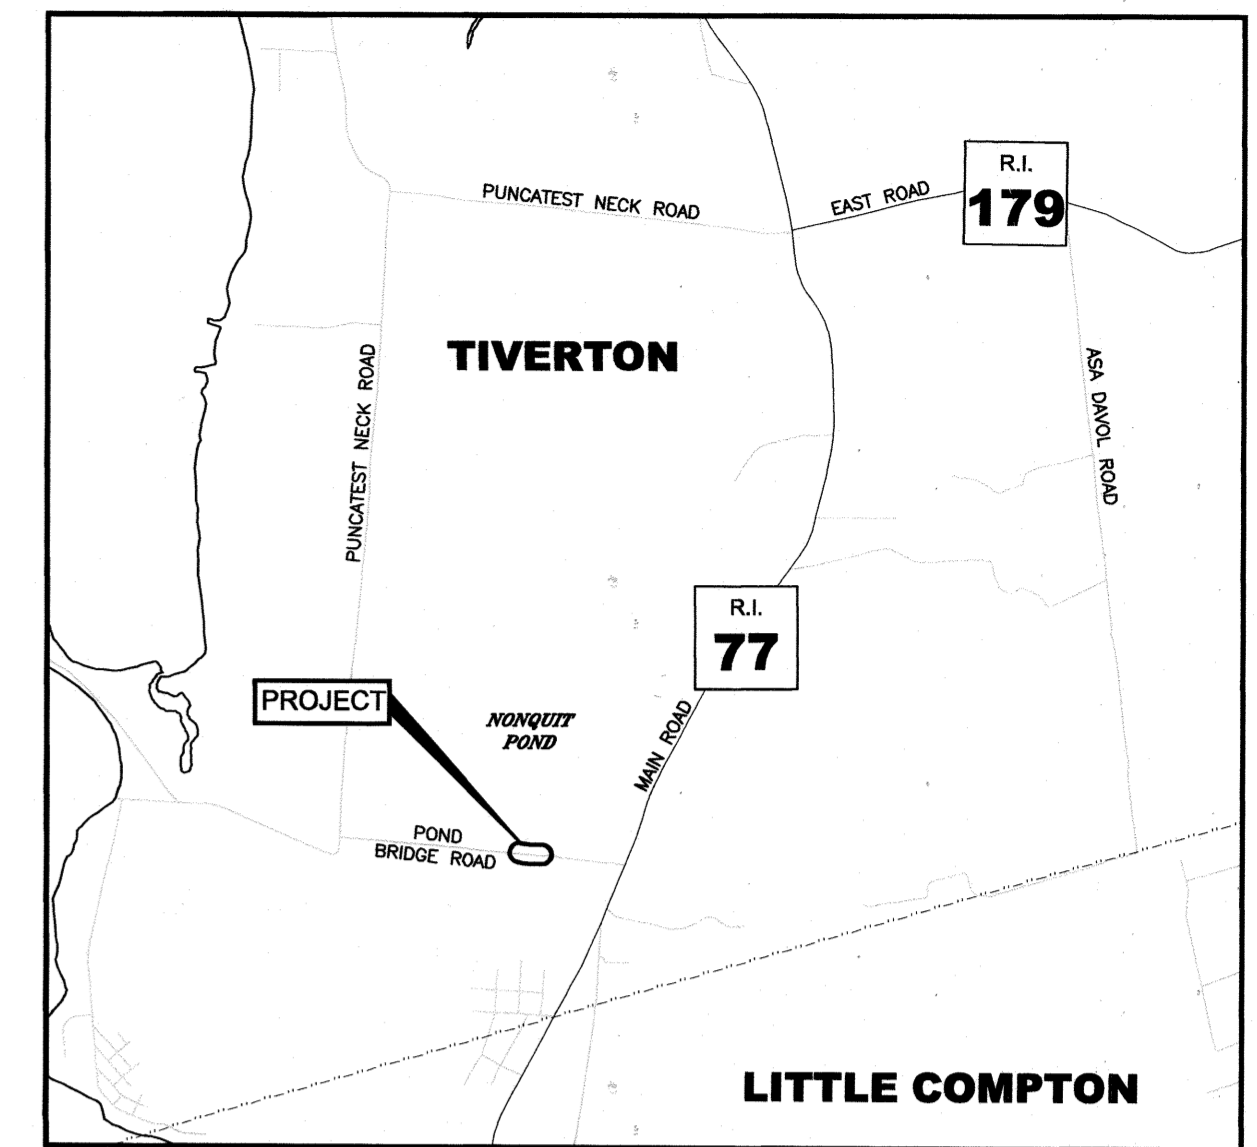 R.I.
179
PUNCATEST NECK ROAD
EAST ROAD
TIVERTON
PUNCATEST NECK ROAD
ASA DAVOL ROAD
R.I.
77
PROJECT
NONQUIT
POND
MAIN ROAD
POND
BRIDGE ROAD
LITTLE COMPTON